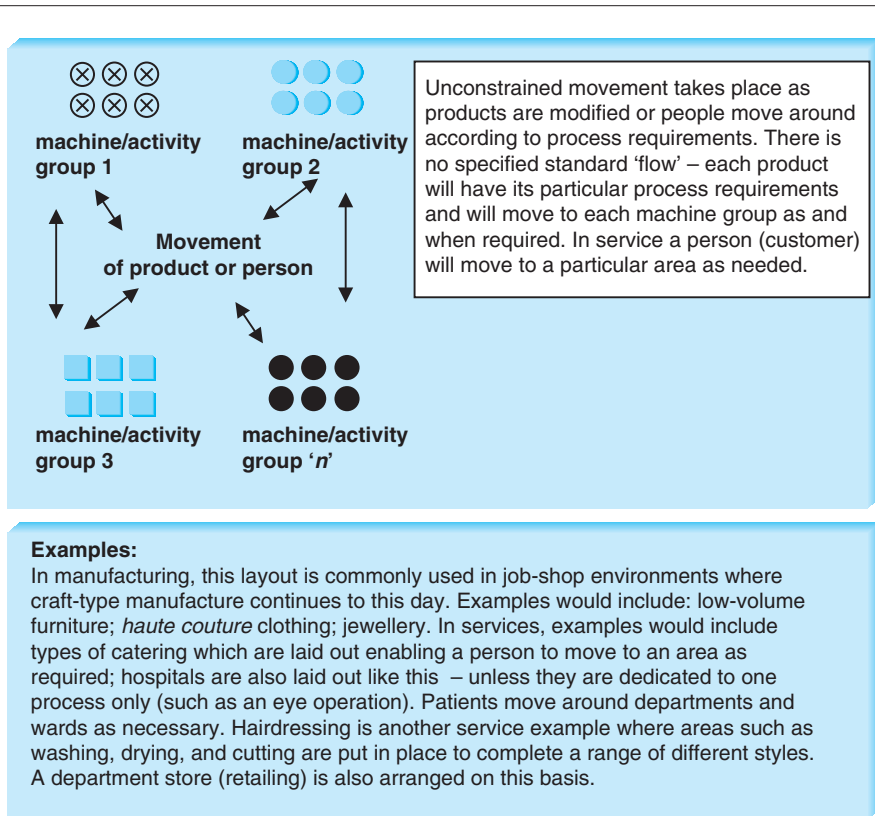 machine/activity
group 1
machine/activity
group 2
Unconstrained movement takes place as
products are modified or people move around
according to process requirements. There is
no specified standard ‘flow’ – each product
will have its particular process requirements
and will move to each machine group as and
when required. In service a person (customer)
will move to a particular area as needed.
Movement
of product or person
machine/activity
group 3
machine/activity
group ‘n’
Examples:
In manufacturing, this layout is commonly used in job-shop environments where
craft-type manufacture continues to this day. Examples would include: low-volume
furniture; haute couture clothing; jewellery. In services, examples would include
types of catering which are laid out enabling a person to move to an area as
required; hospitals are also laid out like this – unless they are dedicated to one
process only (such as an eye operation). Patients move around departments and
wards as necessary. Hairdressing is another service example where areas such as
washing, drying, and cutting are put in place to complete a range of different styles.
A department store (retailing) is also arranged on this basis.